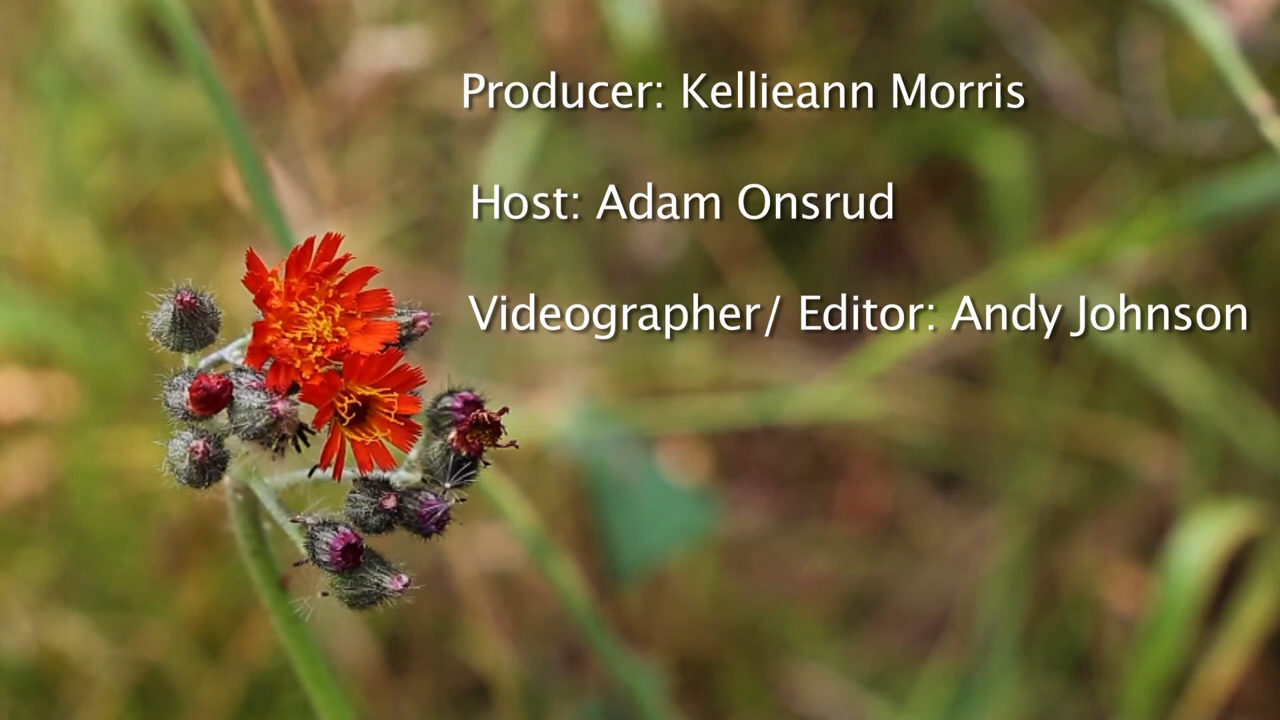 Producer: Kellieann Morris
Host: Adam Onsrud
Videographer/ Editor: Andy Johnson